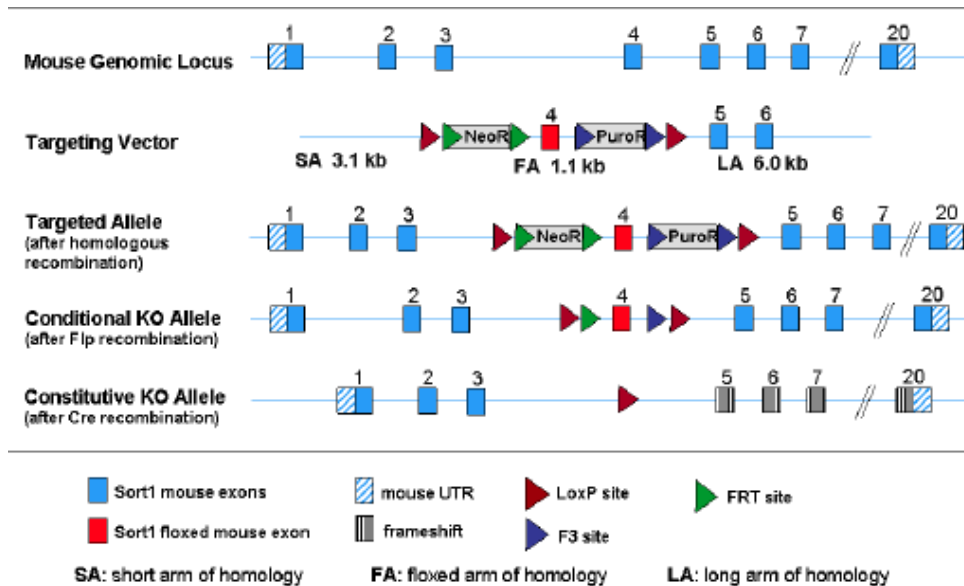 1 2 3 4 5 6 7 20
Mouse Genomic Locus
4 5 6
Targeting Vector NeoR PuroR
SA 3.1 kb FA 1.1 kb LA 6.0 kb
1 2 3 4 5 6 7 20
Targeted Allele NeoR PuroR
(after homologous
recombination)
1 2 3 4 5 6 7 20
Conditional KO Allele
(after Flp recombination)
1 2 3 5 6 7 20
Constitutive KO Allele
(after Cre recombination)
Sort1 mouse exons mouse UTR LoxP site FRT site
Sort1 floxed mouse exon frameshift F3 site
SA: short arm of homology FA: floxed arm of homology LA: long arm of homology